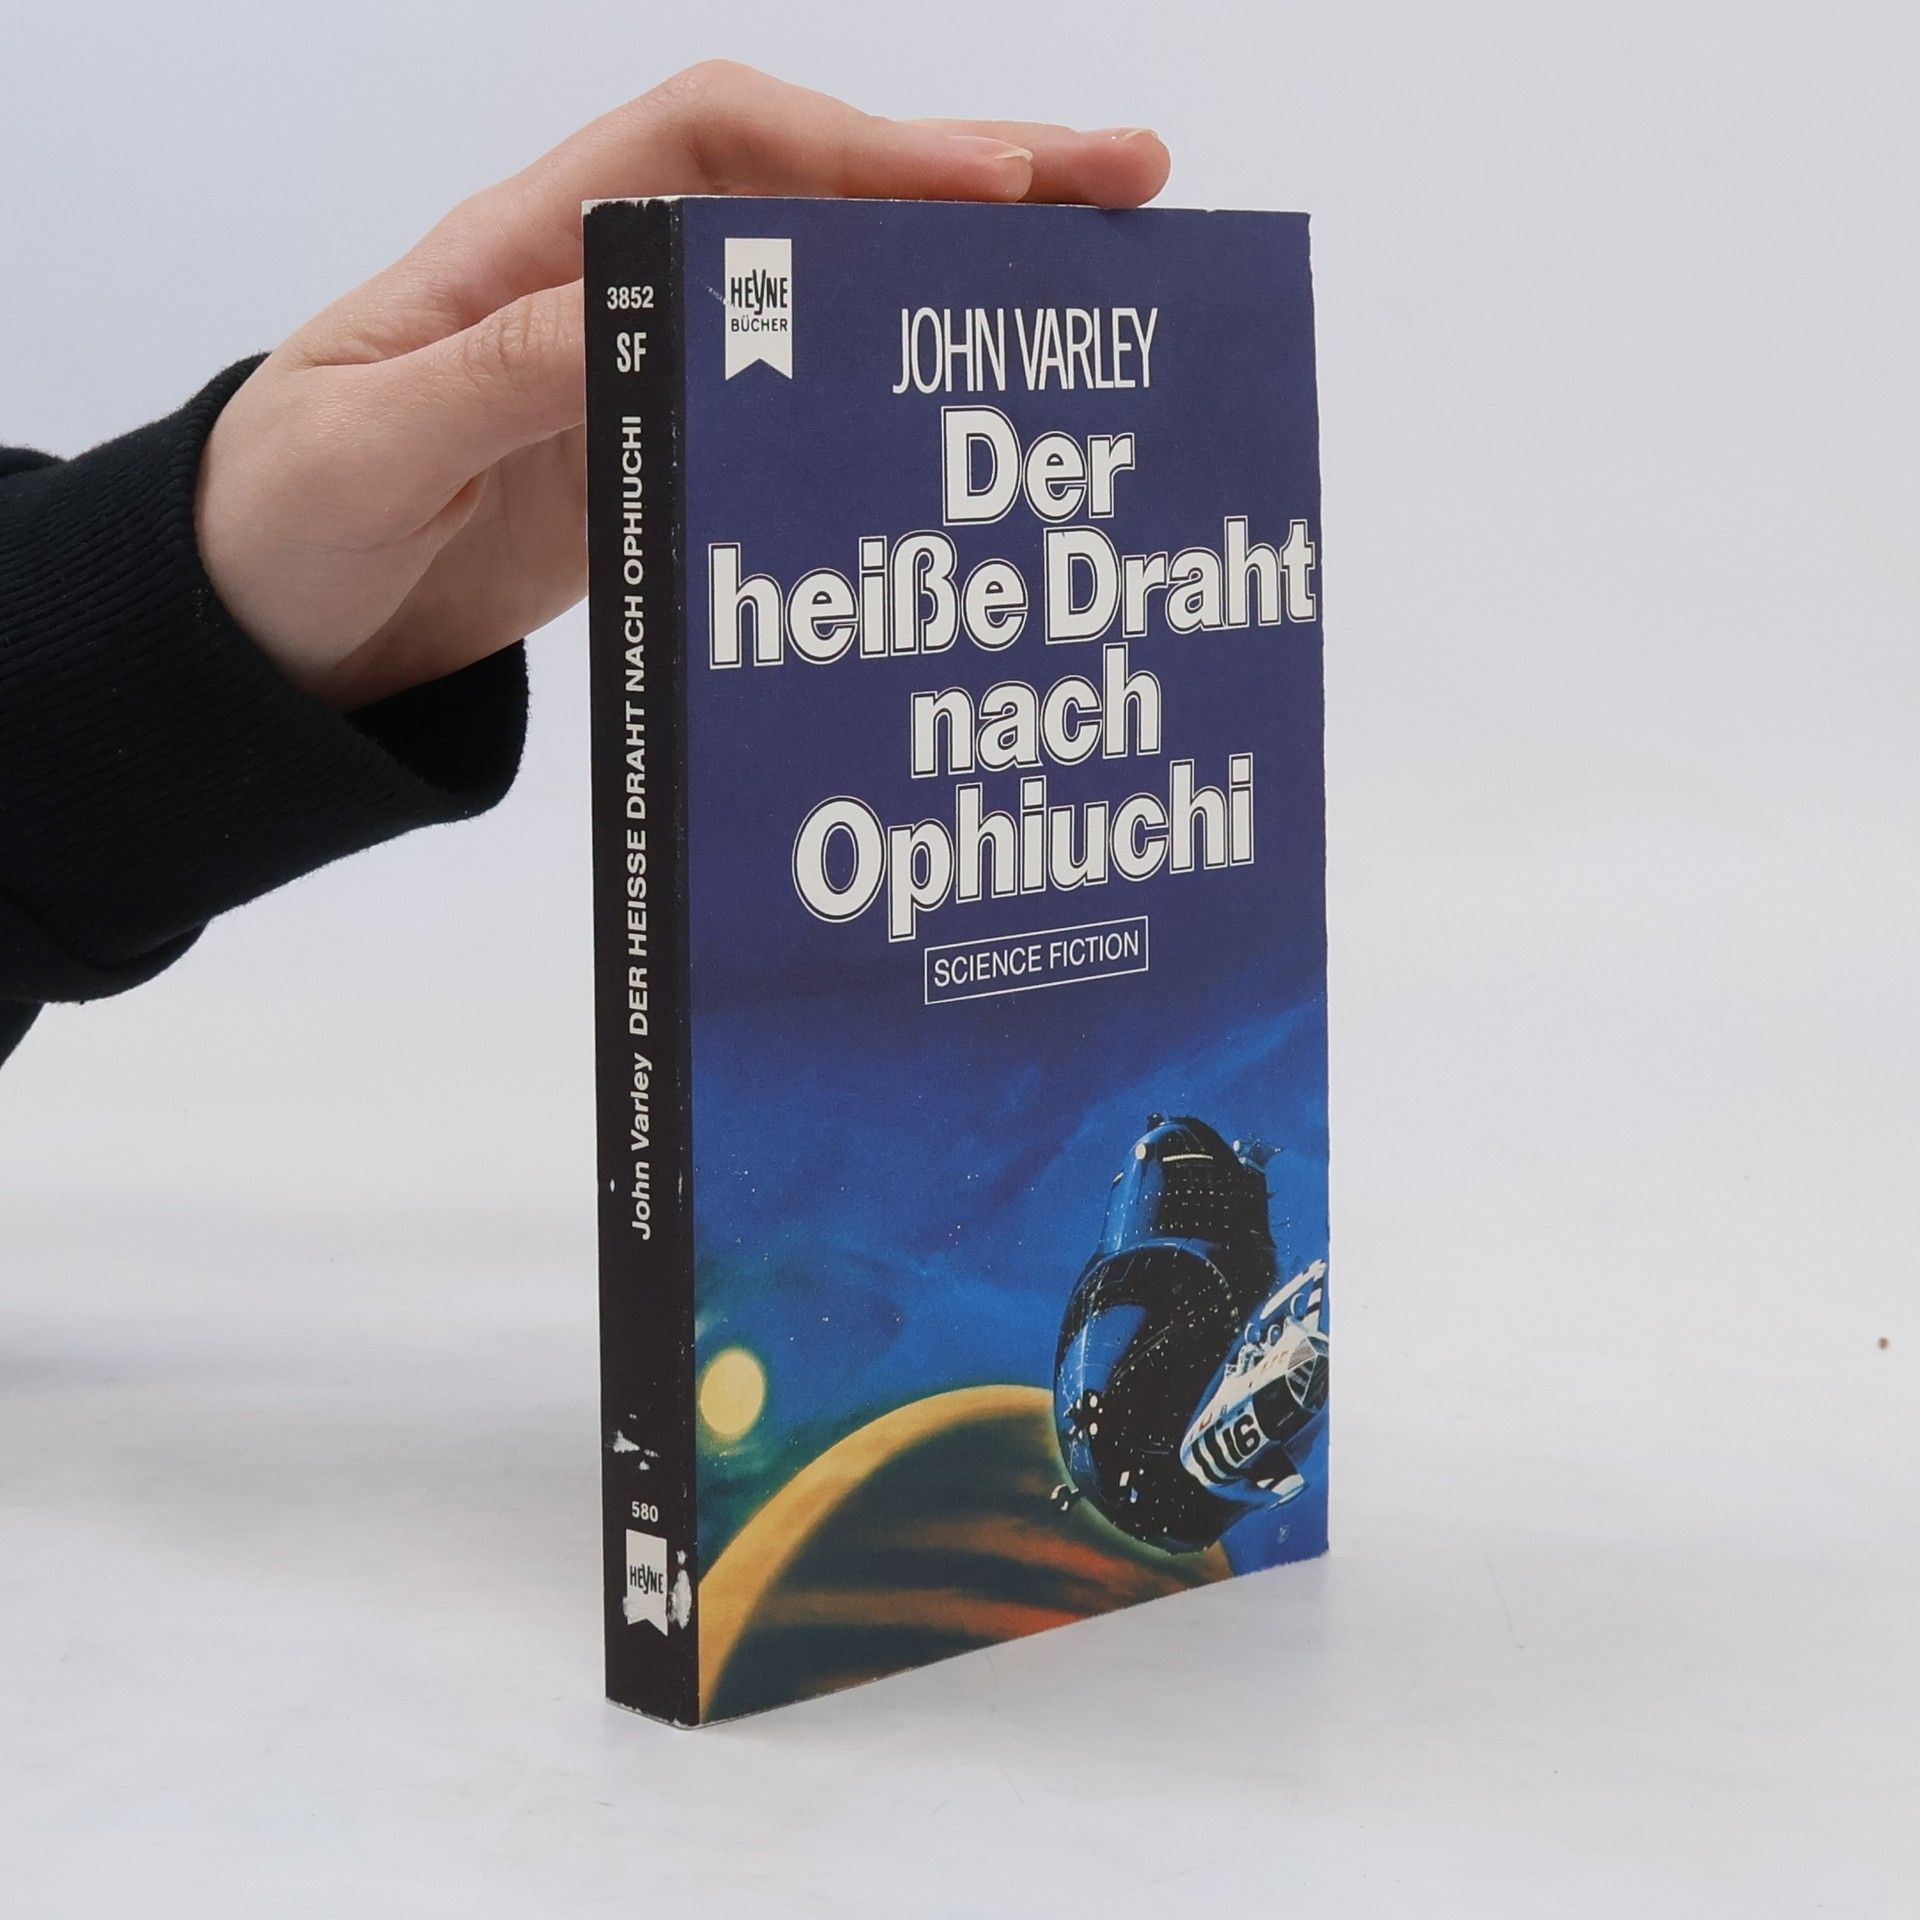 3852
SF
John Varley DER HEISSE DRAHT NACH OPHIUCHI
580
HEYNE
HEYNE
BÜCHER
JOHN VARLEY
Der
heiße Draht
nach
Ophiuchi
SCIENCE FICTION
16